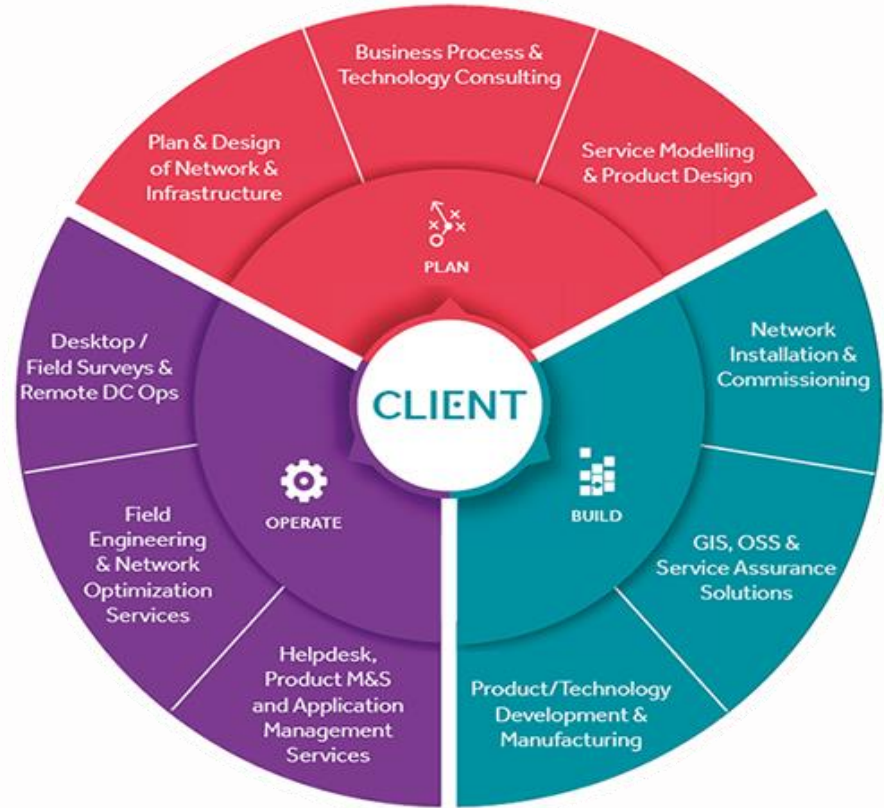 Business Process &
Technology Consulting
Plan & Design
of Network &
Infrastructure
Service Modelling
& Product Design
PLAN
Desktop /
Field Surveys &
Remote DC Ops
Network
Installation &
Commissioning
CLIENT
OPERATE
BUILD
Field
Engineering
& Network
Optimization
Services
GIS, OSS &
Service Assurance
Solutions
Helpdesk,
Product M&S
and Application
Management
Services
Product/Technology
Development &
Manufacturing